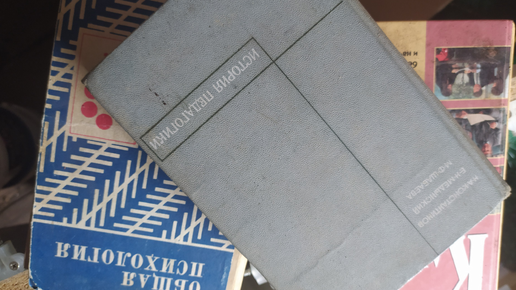 Н.А. КОНСТАНТИНОВ
Е.Н. МЕДЫНСКИЙ
М.Ф. ШАБАЕВА
ИСТОРИЯ ПЕДАГОГИКИ
ОБЩАЯ
ПСИХОЛОГИЯ
К